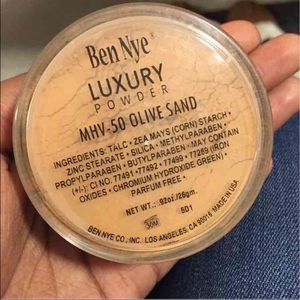 Ben Nye®
LUXURY
POWDER
MHV-50 OLIVE SAND
INGREDIENTS: TALC • ZEA MAYS (CORN) STARCH •
ZINC STEARATE • SILICA • METHYLPARABEN •
PROPYLPARABEN • BUTYLPARABEN • MAY CONTAIN
(+/-): CI NO. 77491 • 77492 • 77499 • 77289 (IRON
OXIDES • CHROMIUM HYDROXIDE GREEN) •
PARFUM FREE •
NET WT. .92oz./26gm.
30M
SD1
BEN NYE CO., INC. LOS ANGELES, CA 90016 MADE IN USA